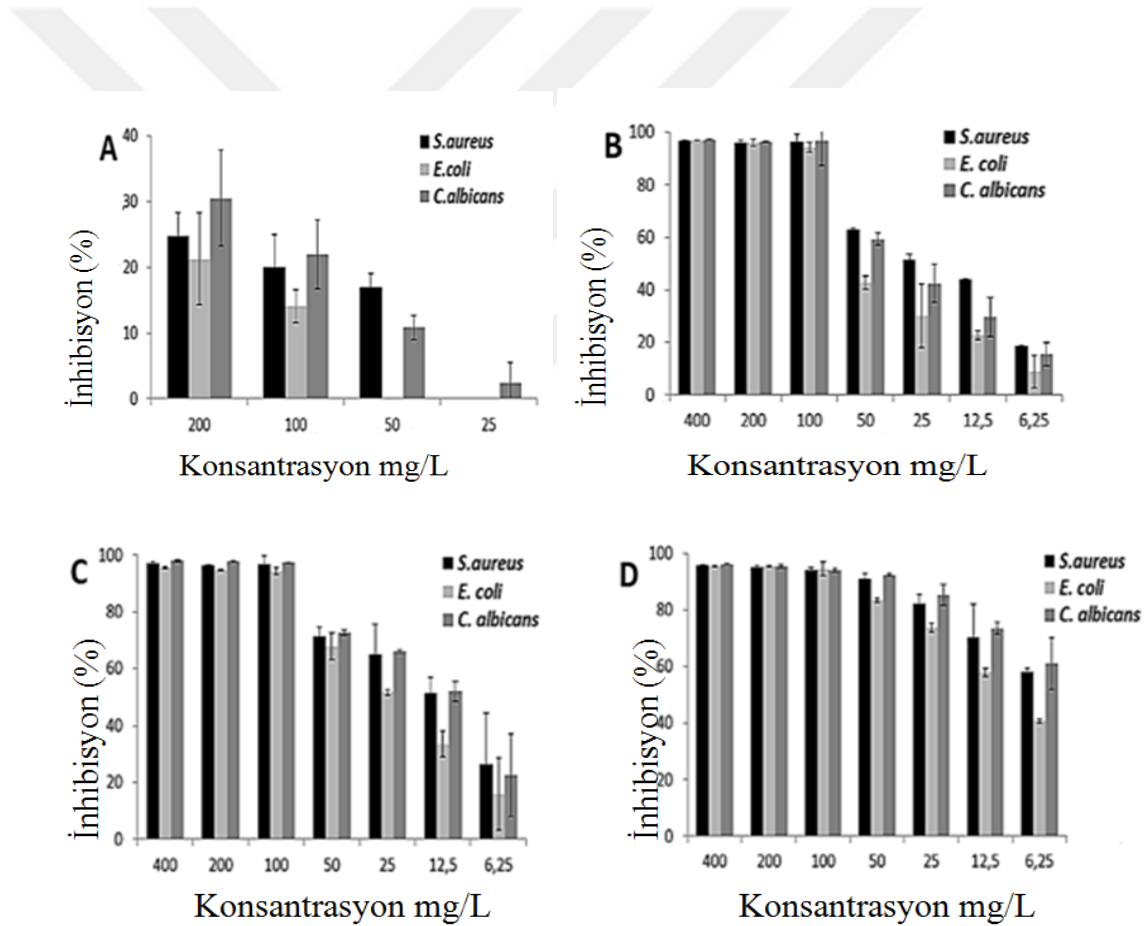 A
S.aureus
E.coli
C.albicans
40
30
20
10
0
İnhibisyon (%)
200 100 50 25
Konsantrasyon mg/L
B
S.aureus
E. coli
C. albicans
100
80
60
40
20
0
İnhibisyon (%)
400 200 100 50 25 12,5 6,25
Konsantrasyon mg/L
C
S.aureus
E. coli
C. albicans
100
80
60
40
20
0
İnhibisyon (%)
400 200 100 50 25 12,5 6,25
Konsantrasyon mg/L
D
S.aureus
E. coli
C. albicans
100
80
60
40
20
0
İnhibisyon (%)
400 200 100 50 25 12,5 6,25
Konsantrasyon mg/L